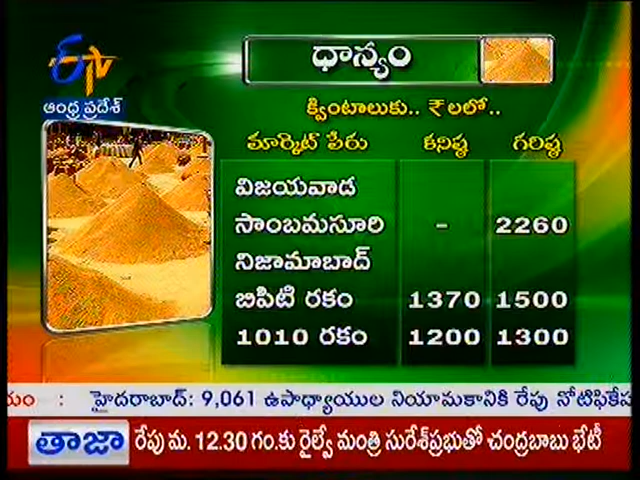 ETV
ఆంధ్ర ప్రదేశ్
ధాన్యం
క్వింటాలుకు.. ₹లలో..
మార్కెట్ పేరు కనిష్ఠ గరిష్ఠ
విజయవాడ
సాంబమసూరి - 2260
నిజామాబాద్
బిపిటి రకం 1370 1500
1010 రకం 1200 1300
యం : హైదరాబాద్: 9,061 ఉపాధ్యాయుల నియామకానికి రేపు నోటిఫికేష
తాజా రేపు మ. 12.30 గం.కు రైల్వే మంత్రి సురేశ్‌ప్రభుతో చంద్రబాబు భేటీ